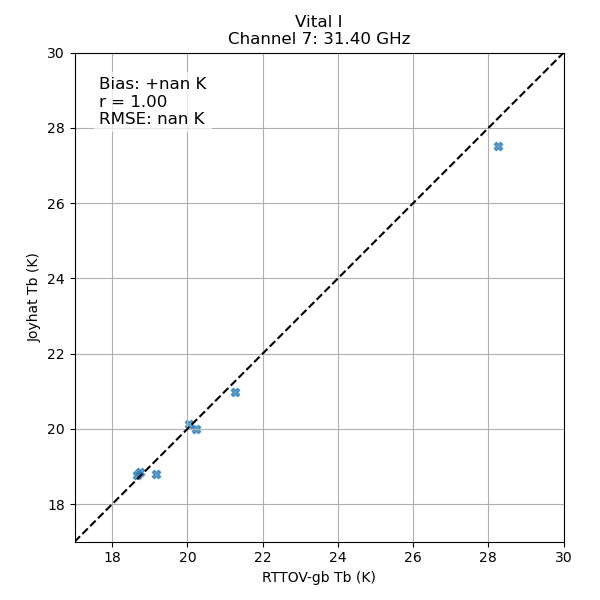 Vital I
Channel 7: 31.40 GHz
Bias: +nan K
r = 1.00
RMSE: nan K
30
28
26
24
22
20
18
Joyhat Tb (K)
18 20 22 24 26 28 30
RTTOV-gb Tb (K)